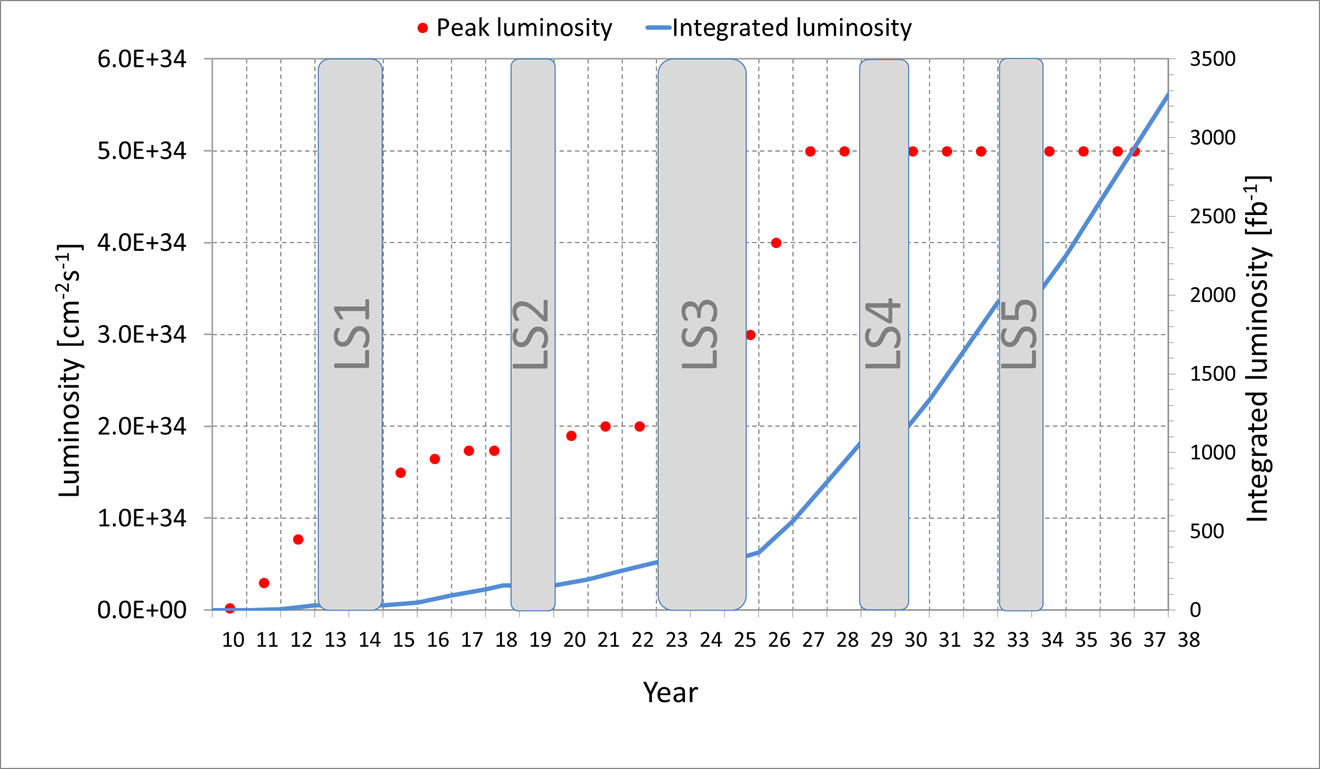 Peak luminosity Integrated luminosity
6.0E+34
5.0E+34
4.0E+34
3.0E+34
2.0E+34
1.0E+34
0.0E+00
Luminosity [cm⁻²s⁻¹]
LS1
LS2
LS3
LS4
LS5
3500
3000
2500
2000
1500
1000
500
0
Integrated luminosity [fb⁻¹]
10 11 12 13 14 15 16 17 18 19 20 21 22 23 24 25 26 27 28 29 30 31 32 33 34 35 36 37 38
Year